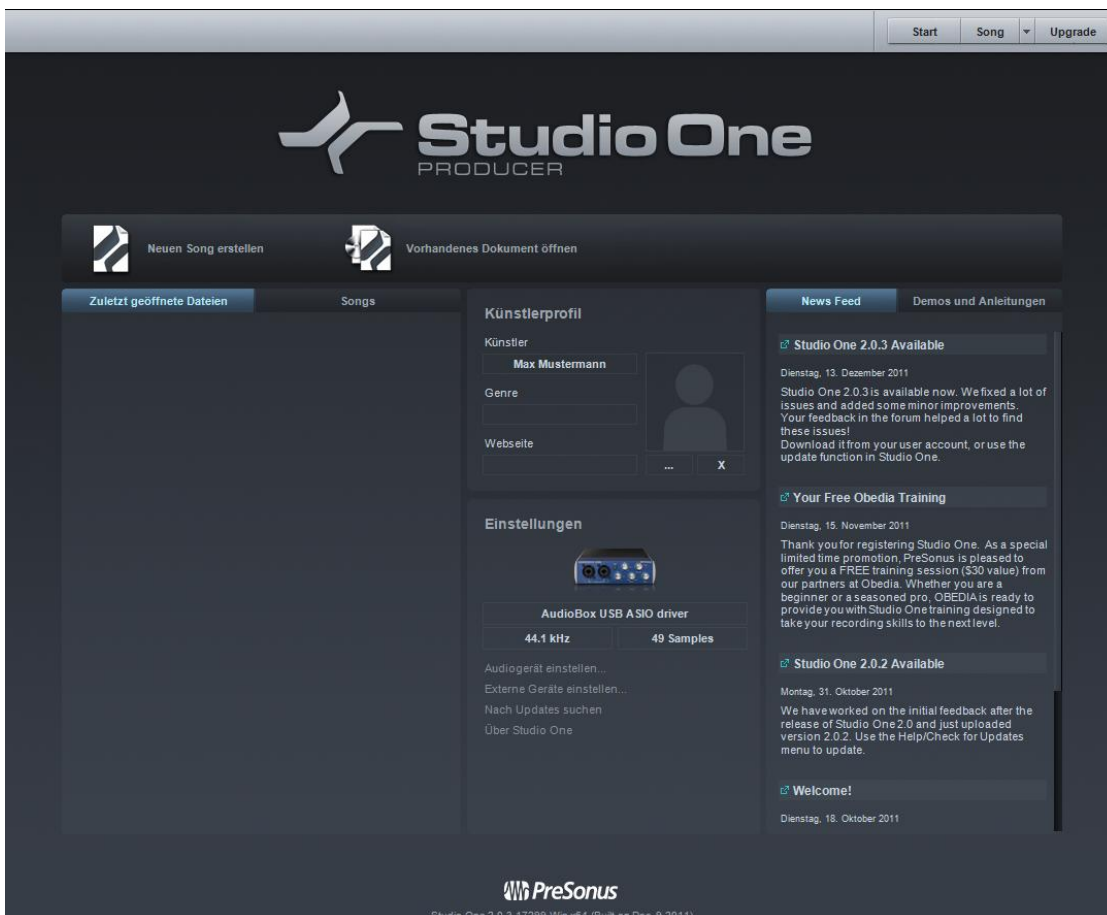 Start
Song
Upgrade
Studio One
PRODUCER
Neuen Song erstellen
Vorhandenes Dokument öffnen
Zuletzt geöffnete Dateien
Songs
Künstlerprofil
Künstler
Max Mustermann
Genre
Webseite
...
X
Einstellungen
AudioBox USB ASIO driver
44.1 kHz
49 Samples
Audiogerät einstellen...
Externe Geräte einstellen...
Nach Updates suchen
Über Studio One
News Feed
Demos und Anleitungen
Studio One 2.0.3 Available
Dienstag, 13. Dezember 2011
Studio One 2.0.3 is available now. We fixed a lot of
issues and added some minor improvements.
Your feedback in the forum helped a lot to find
these issues!
Download it from your user account, or use the
update function in Studio One.
Your Free Obedia Training
Dienstag, 15. November 2011
Thank you for registering Studio One. As a special
limited time promotion, PreSonus is pleased to
offer you a FREE training session ($30 value) from
our partners at Obedia. Whether you are a
beginner or a seasoned pro, OBEDIA is ready to
provide you with Studio One training designed to
take your recording skills to the next level.
Studio One 2.0.2 Available
Montag, 31. Oktober 2011
We have worked on the initial feedback after the
release of Studio One 2.0 and just uploaded
version 2.0.2. Use the Help/Check for Updates
menu to update.
Welcome!
Dienstag, 18. Oktober 2011
PreSonus
Studio One 2.0.3